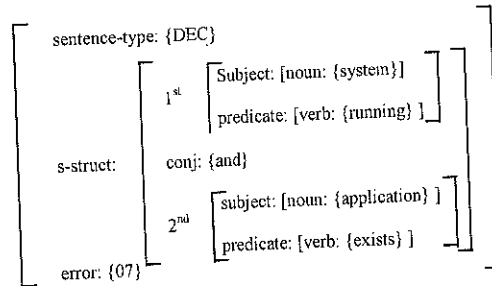 sentence-type: {DEC}
1st Subject: [noun: {system}]
predicate: [verb: {running} ]
s-struct: conj: {and}
2nd subject: [noun: {application} ]
predicate: [verb: {exists} ]
error: {07}